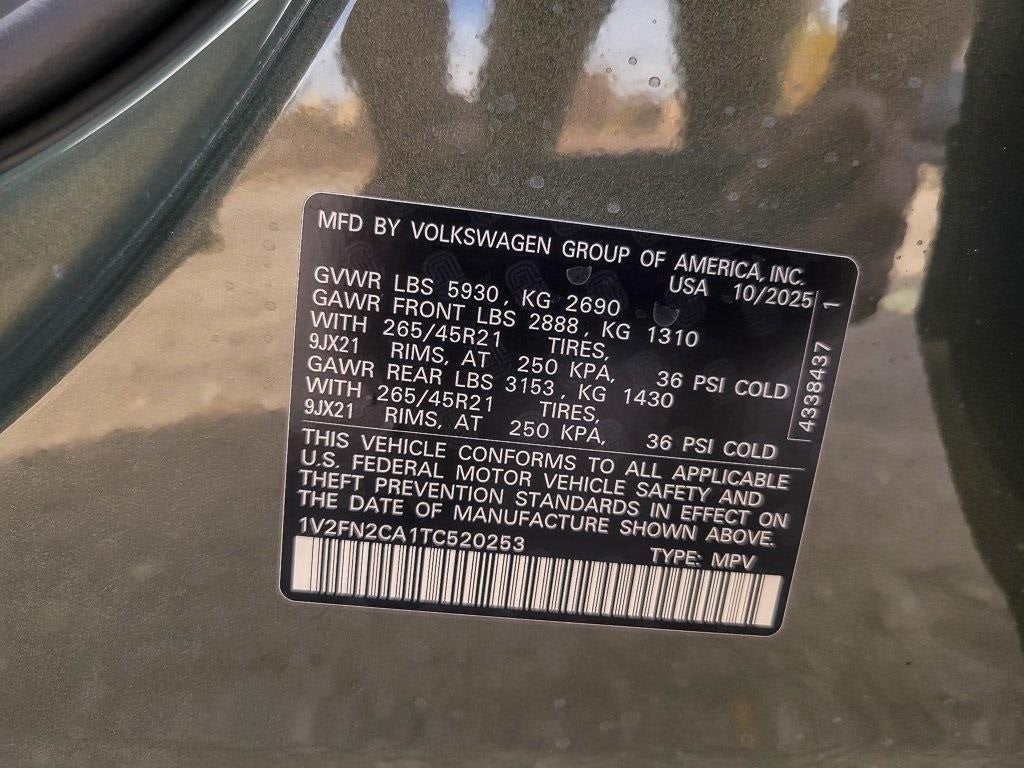 MFD BY VOLKSWAGEN GROUP OF AMERICA, INC.
USA 10/2025
GVWR LBS 5930, KG 2690
GAWR FRONT LBS 2888, KG 1310
WITH 265/45R21 TIRES,
9JX21 RIMS, AT 250 KPA, 36 PSI COLD
GAWR REAR LBS 3153, KG 1430
WITH 265/45R21 TIRES,
9JX21 RIMS, AT 250 KPA, 36 PSI COLD
4338437 1
THIS VEHICLE CONFORMS TO ALL APPLICABLE
U.S. FEDERAL MOTOR VEHICLE SAFETY AND
THEFT PREVENTION STANDARDS IN EFFECT ON
THE DATE OF MANUFACTURE SHOWN ABOVE.
1V2FN2CA1TC520253 TYPE: MPV